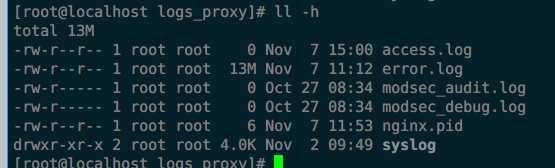 [root@localhost logs_proxy]# ll -h
total 13M
-rw-r--r-- 1 root root    0 Nov  7 15:00 access.log
-rw-r--r-- 1 root root  13M Nov  7 11:12 error.log
-rw-r----- 1 root root    0 Oct 27 08:34 modsec_audit.log
-rw-r----- 1 root root    0 Oct 27 08:34 modsec_debug.log
-rw-r--r-- 1 root root    6 Nov  7 11:53 nginx.pid
drwxr-xr-x 2 root root 4.0K Nov  2 09:49 syslog
[root@localhost logs_proxy]#